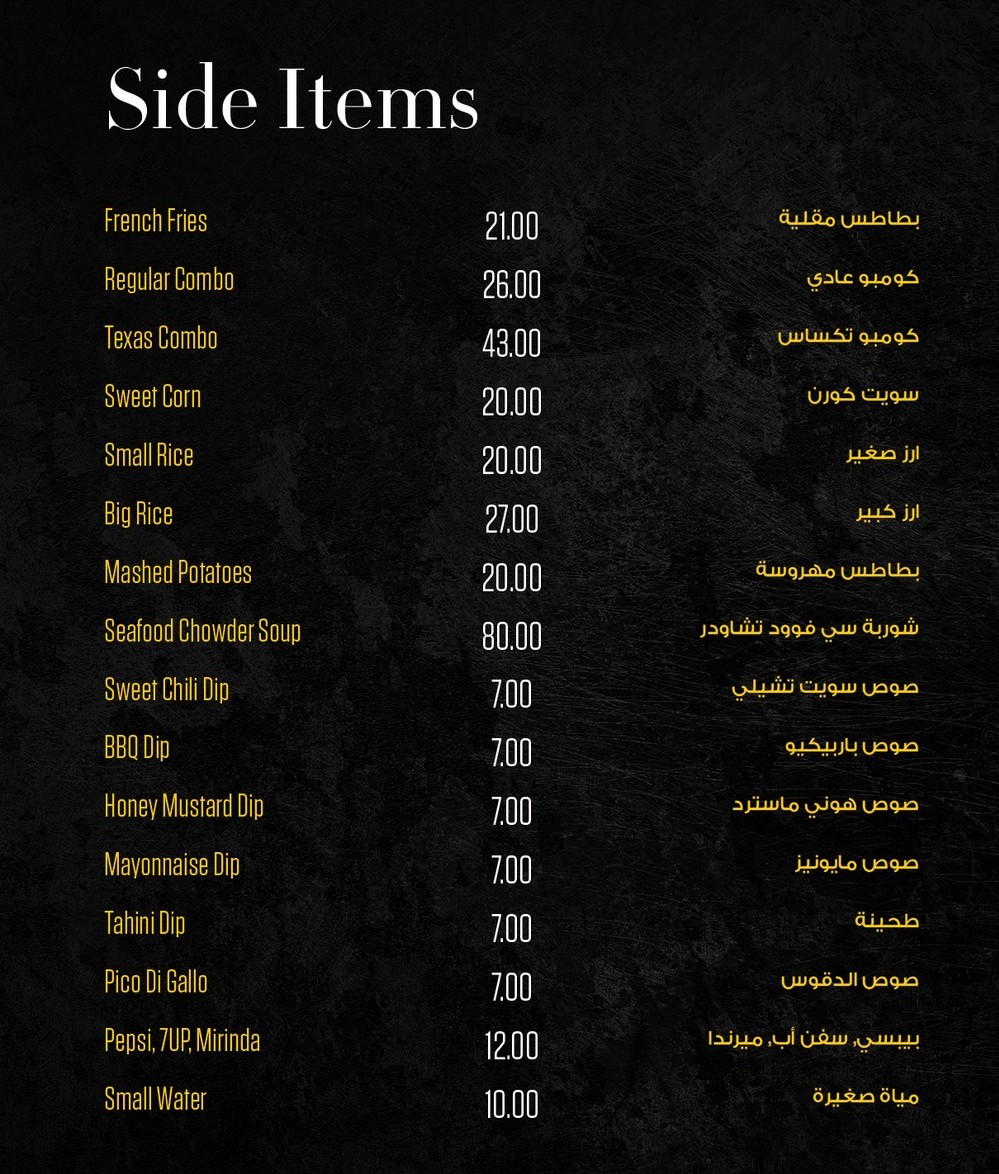 Side Items
French Fries 21.00 بطاطس مقلية
Regular Combo 26.00 كومبو عادي
Texas Combo 43.00 كومبو تكساس
Sweet Corn 20.00 سويت كورن
Small Rice 20.00 ارز صغير
Big Rice 27.00 ارز كبير
Mashed Potatoes 20.00 بطاطس مهروسة
Seafood Chowder Soup 80.00 شوربة سي فوود تشاودر
Sweet Chili Dip 7.00 صوص سويت تشيلي
BBQ Dip 7.00 صوص باربيكيو
Honey Mustard Dip 7.00 صوص هوني ماسترد
Mayonnaise Dip 7.00 صوص مايونيز
Tahini Dip 7.00 طحينة
Pico Di Gallo 7.00 صوص الدقوس
Pepsi, 7UP, Mirinda 12.00 بيبسي, سفن أب, ميرندا
Small Water 10.00 مياة صغيرة